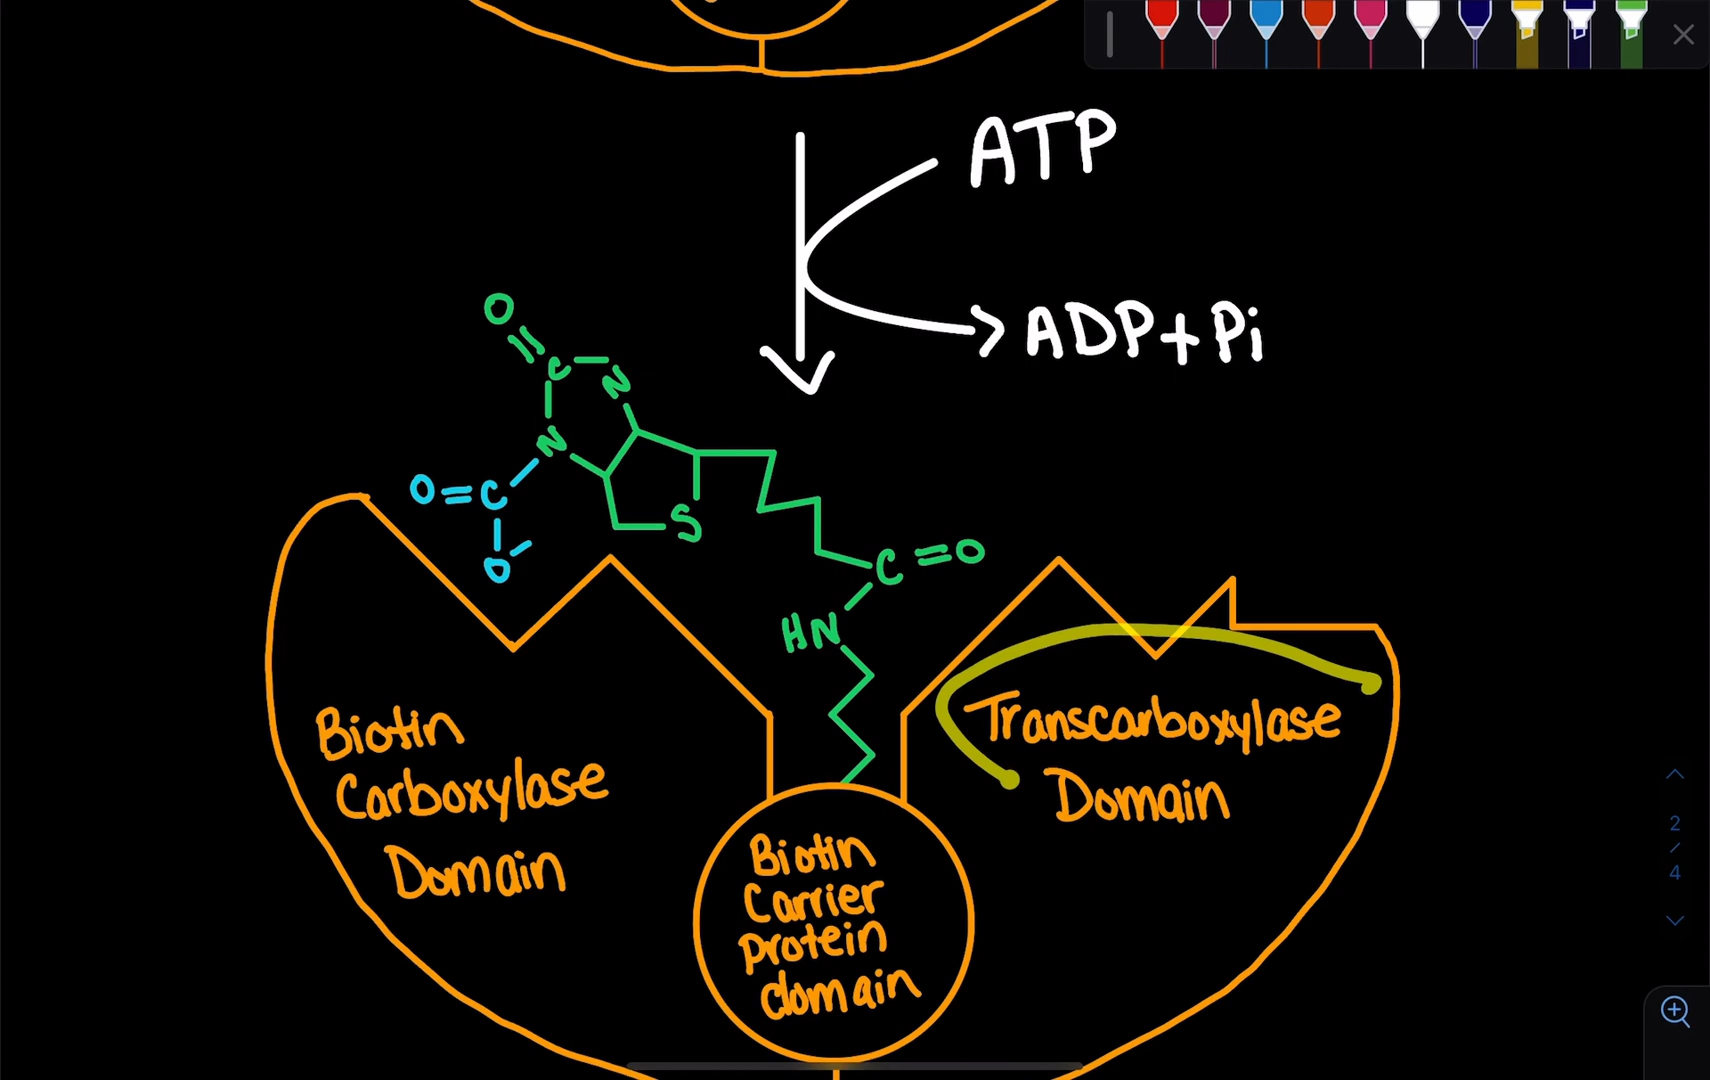 ATP
ADP+Pi
O
C
N
N
O=C
S
O
C=O
HN
Biotin
Carboxylase
Domain
Transcarboxylase
Domain
Biotin
Carrier
protein
domain
2
/
4